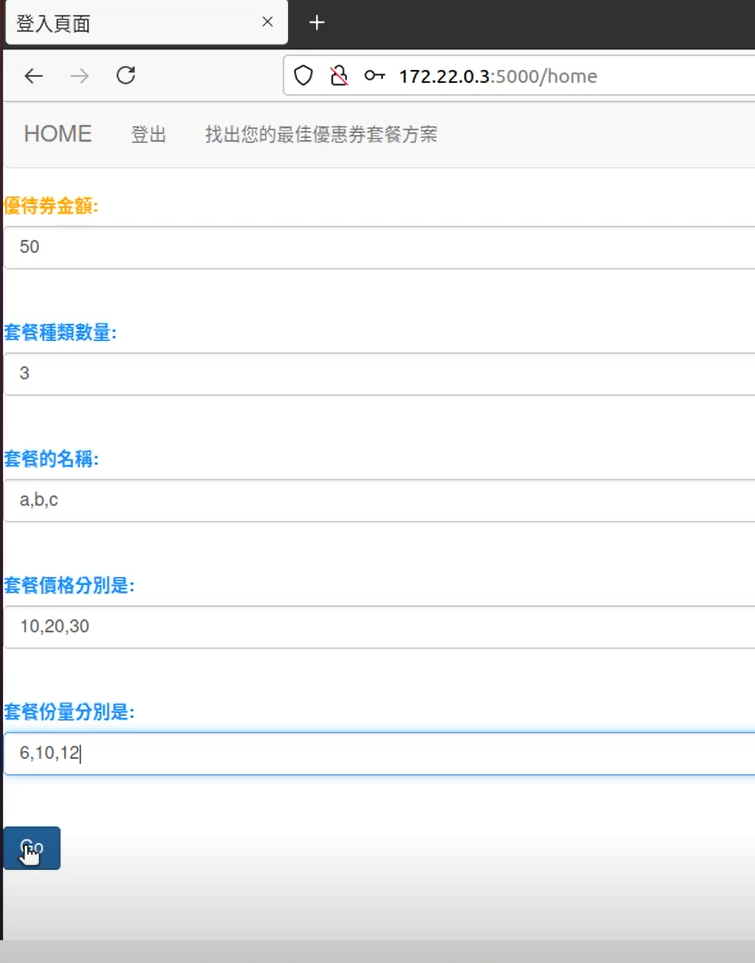 登入頁面
172.22.0.3:5000/home
HOME 登出 找出您的最佳優惠券套餐方案
優待券金額:
50
套餐種類數量:
3
套餐的名稱:
a,b,c
套餐價格分別是:
10,20,30
套餐份量分別是:
6,10,12
Go